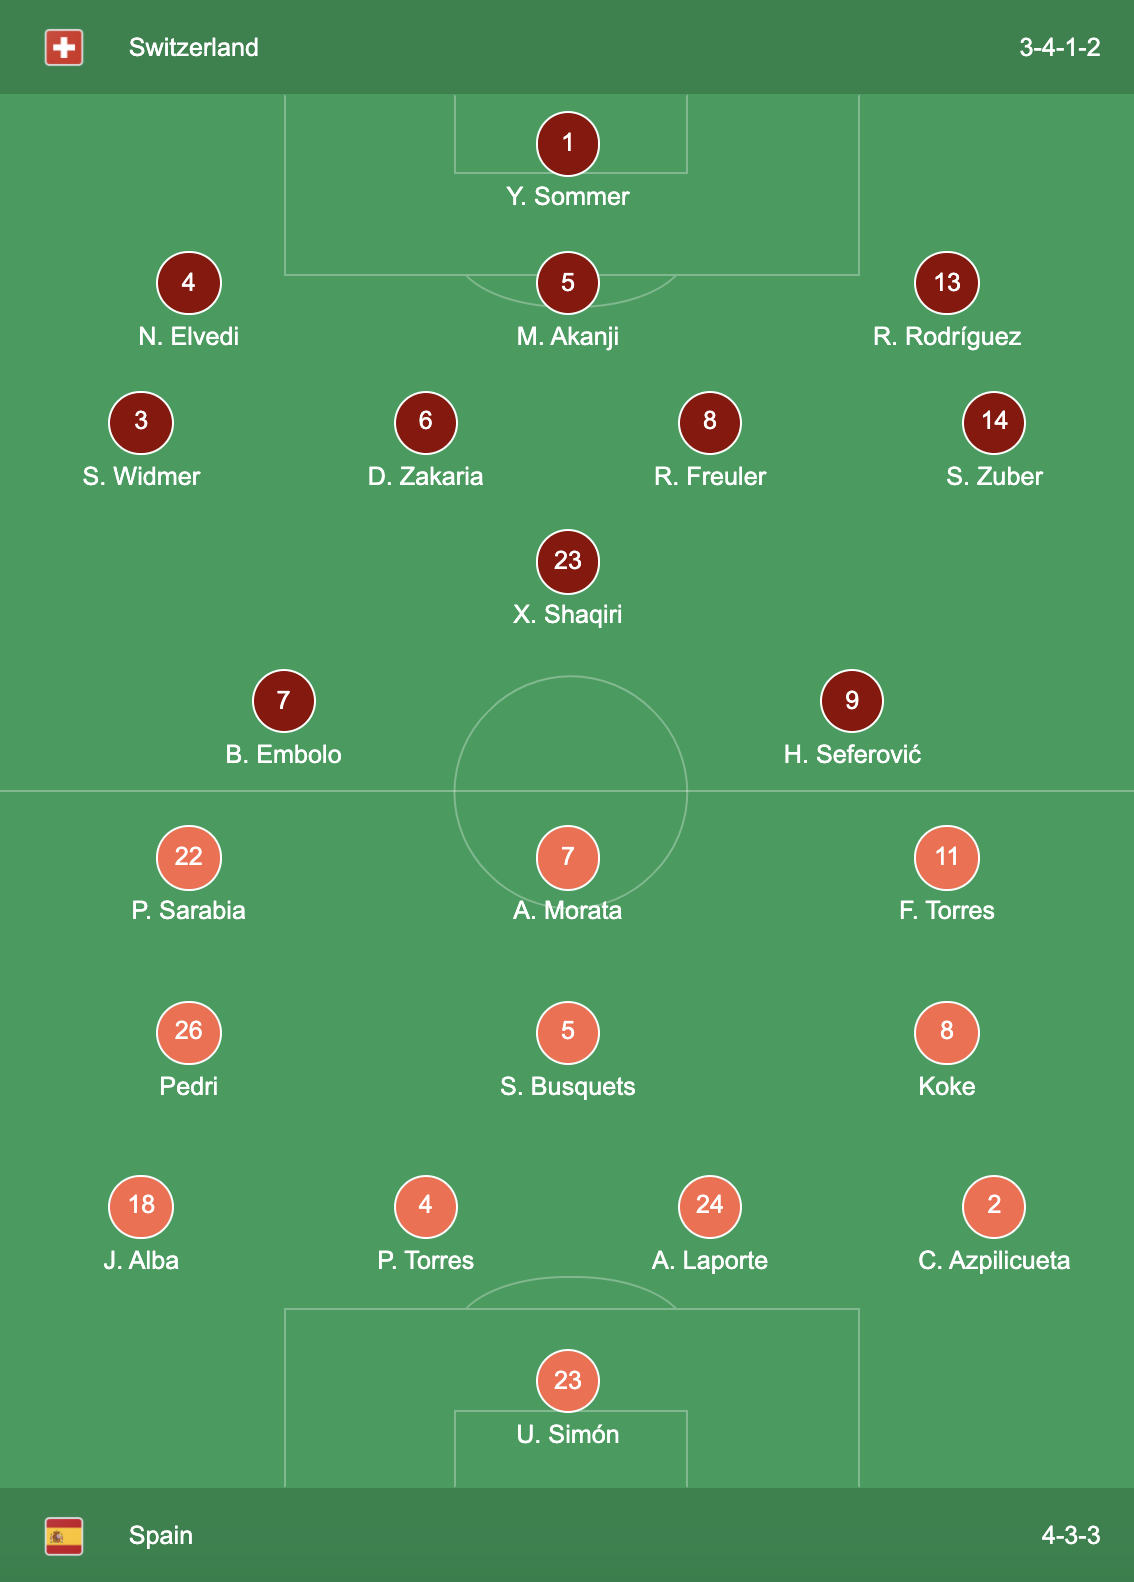 Switzerland 3-4-1-2
1
Y. Sommer
4 5 13
N. Elvedi M. Akanji R. Rodríguez
3 6 8 14
S. Widmer D. Zakaria R. Freuler S. Zuber
23
X. Shaqiri
7 9
B. Embolo H. Seferović
22 7 11
P. Sarabia A. Morata F. Torres
26 5 8
Pedri S. Busquets Koke
18 4 24 2
J. Alba P. Torres A. Laporte C. Azpilicueta
23
U. Simón
Spain 4-3-3